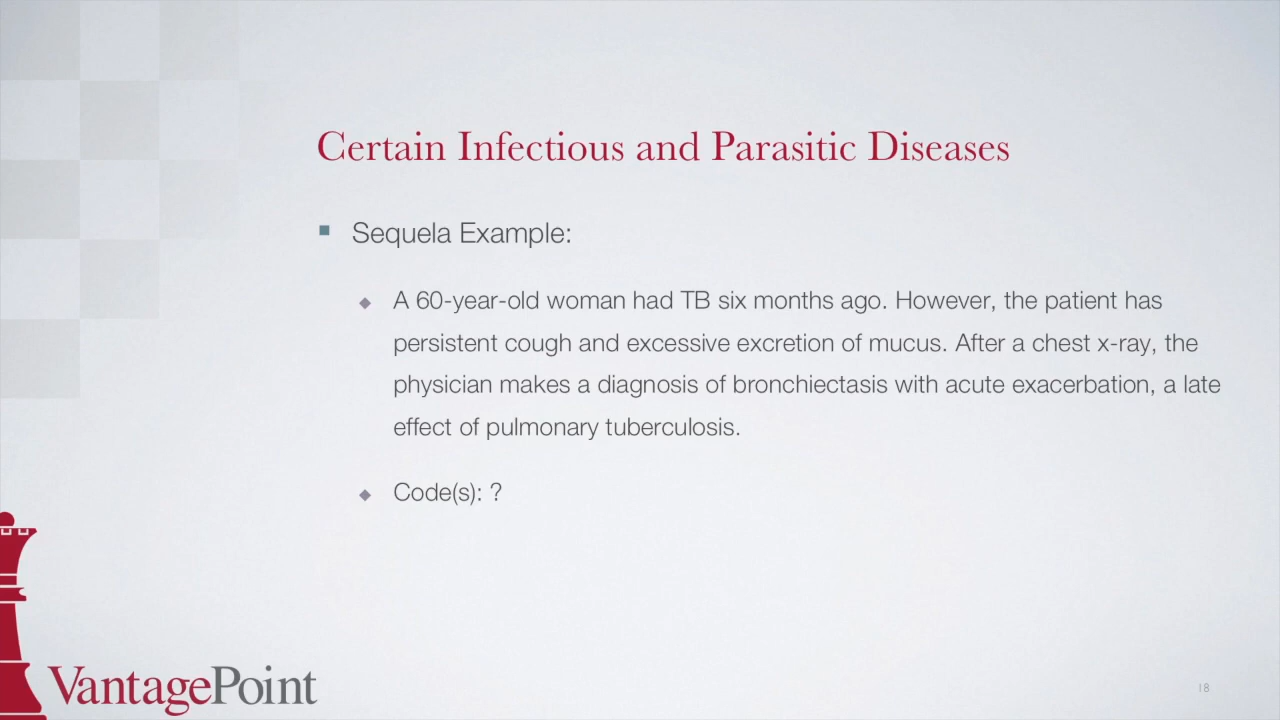 Certain Infectious and Parasitic Diseases
Sequela Example:
A 60-year-old woman had TB six months ago. However, the patient has
persistent cough and excessive excretion of mucus. After a chest x-ray, the
physician makes a diagnosis of bronchiectasis with acute exacerbation, a late
effect of pulmonary tuberculosis.
Code(s): ?
VantagePoint
18